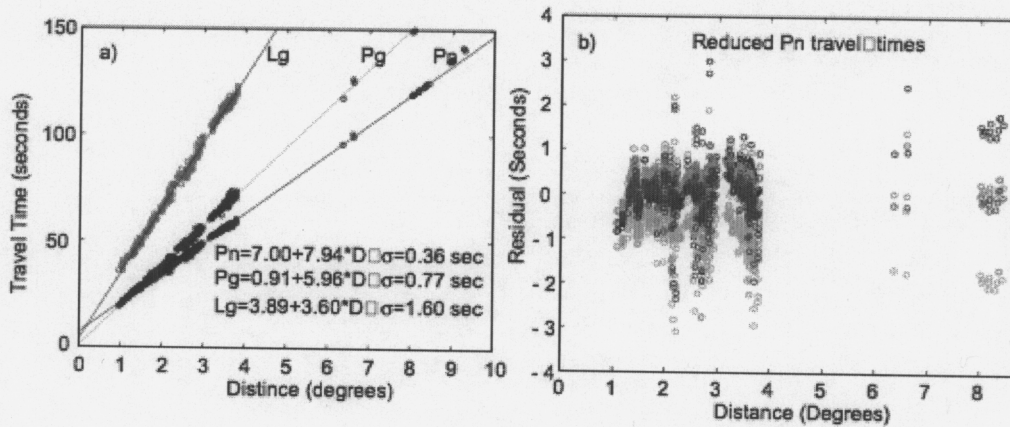 a)
Lg
Pg
Pn
150
100
50
0
Travel Time (seconds)
Pn=7.00+7.94*D□σ=0.36 sec
Pg=0.91+5.96*D□σ=0.77 sec
Lg=3.89+3.60*D□σ=1.60 sec
0 1 2 3 4 5 6 7 8 9 10
Distince (degrees)
b)
Reduced Pn travel□times
4
3
2
1
0
- 1
- 2
- 3
- 4
Residual (Seconds)
0 1 2 3 4 5 6 7 8
Distance (Degrees)